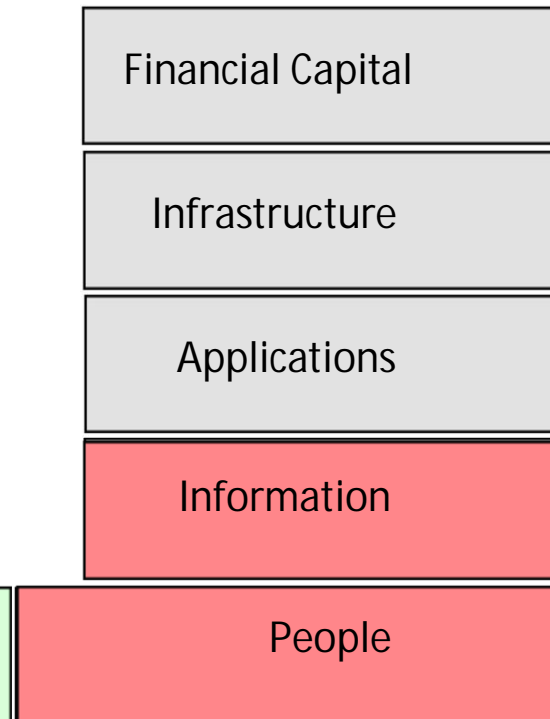 Financial Capital
Infrastructure
Applications
Information
People